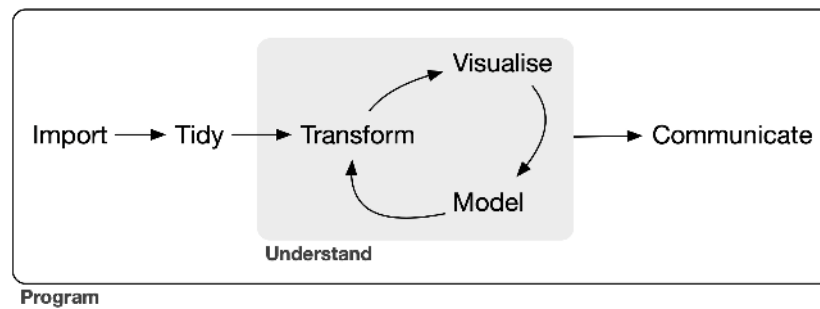 Visualise
Import
Tidy
Transform
Communicate
Model
Understand
Program